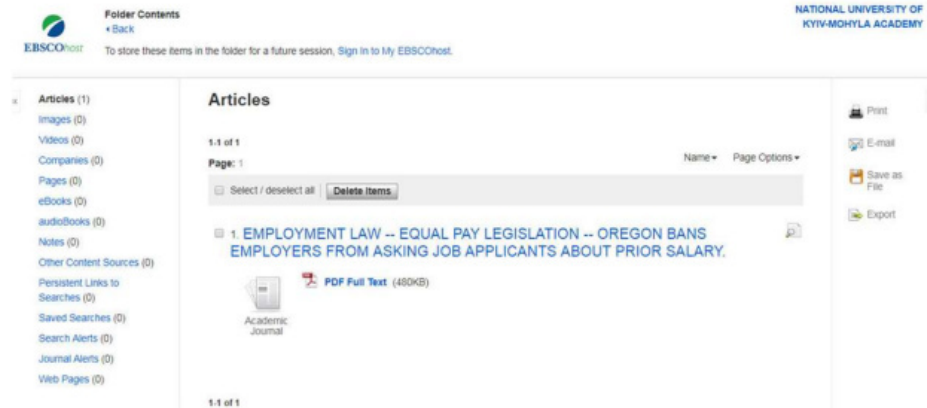 Folder Contents
◂ Back
To store these items in the folder for a future session, Sign In to My EBSCOhost.
EBSCOhost
NATIONAL UNIVERSITY OF
KYIV-MOHYLA ACADEMY
«
Articles (1)
Images (0)
Videos (0)
Companies (0)
Pages (0)
eBooks (0)
audioBooks (0)
Notes (0)
Other Content Sources (0)
Persistent Links to
Searches (0)
Saved Searches (0)
Search Alerts (0)
Journal Alerts (0)
Web Pages (0)
Articles
1-1 of 1
Page: 1
Name Page Options
Select / deselect all Delete Items
1. EMPLOYMENT LAW -- EQUAL PAY LEGISLATION -- OREGON BANS
EMPLOYERS FROM ASKING JOB APPLICANTS ABOUT PRIOR SALARY.
PDF Full Text (480KB)
Academic
Journal
1-1 of 1
Print
E-mail
Save as
File
Export